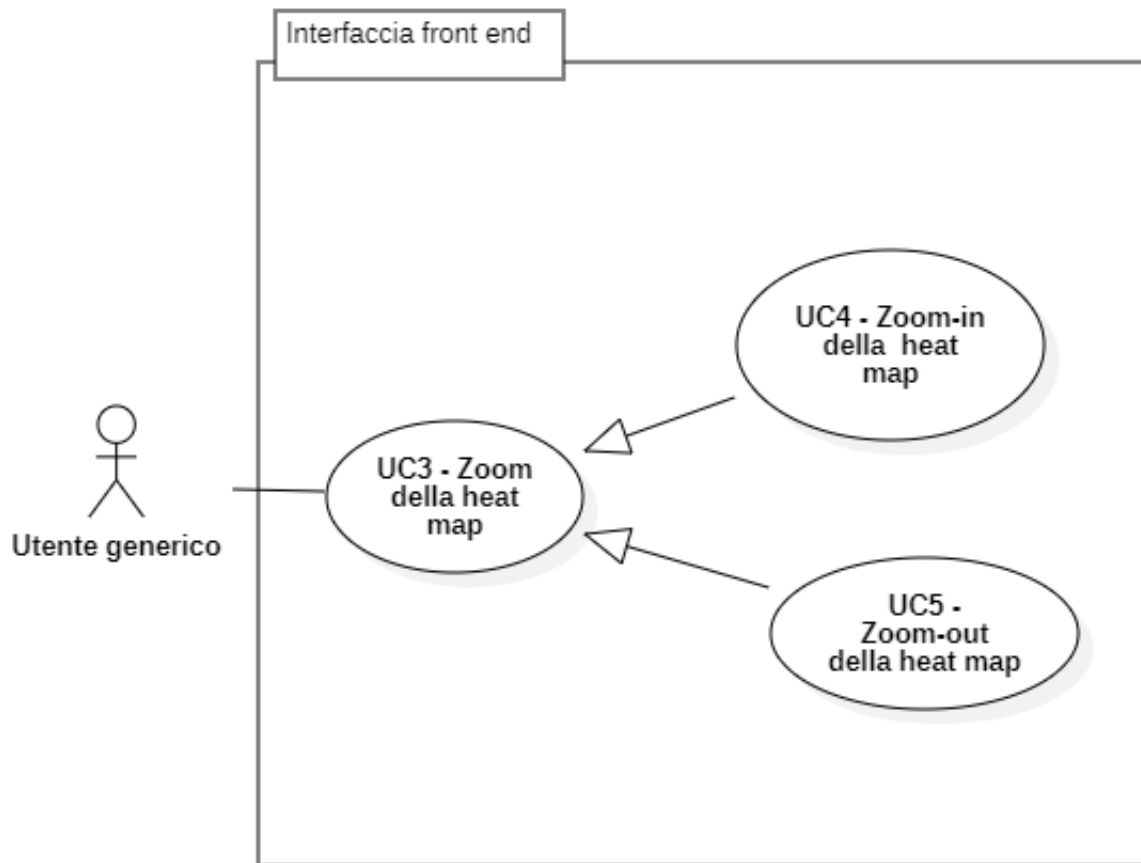 Interfaccia front end
UC4 - Zoom-in
della heat
map
UC3 - Zoom
della heat
map
Utente generico
UC5 -
Zoom-out
della heat map